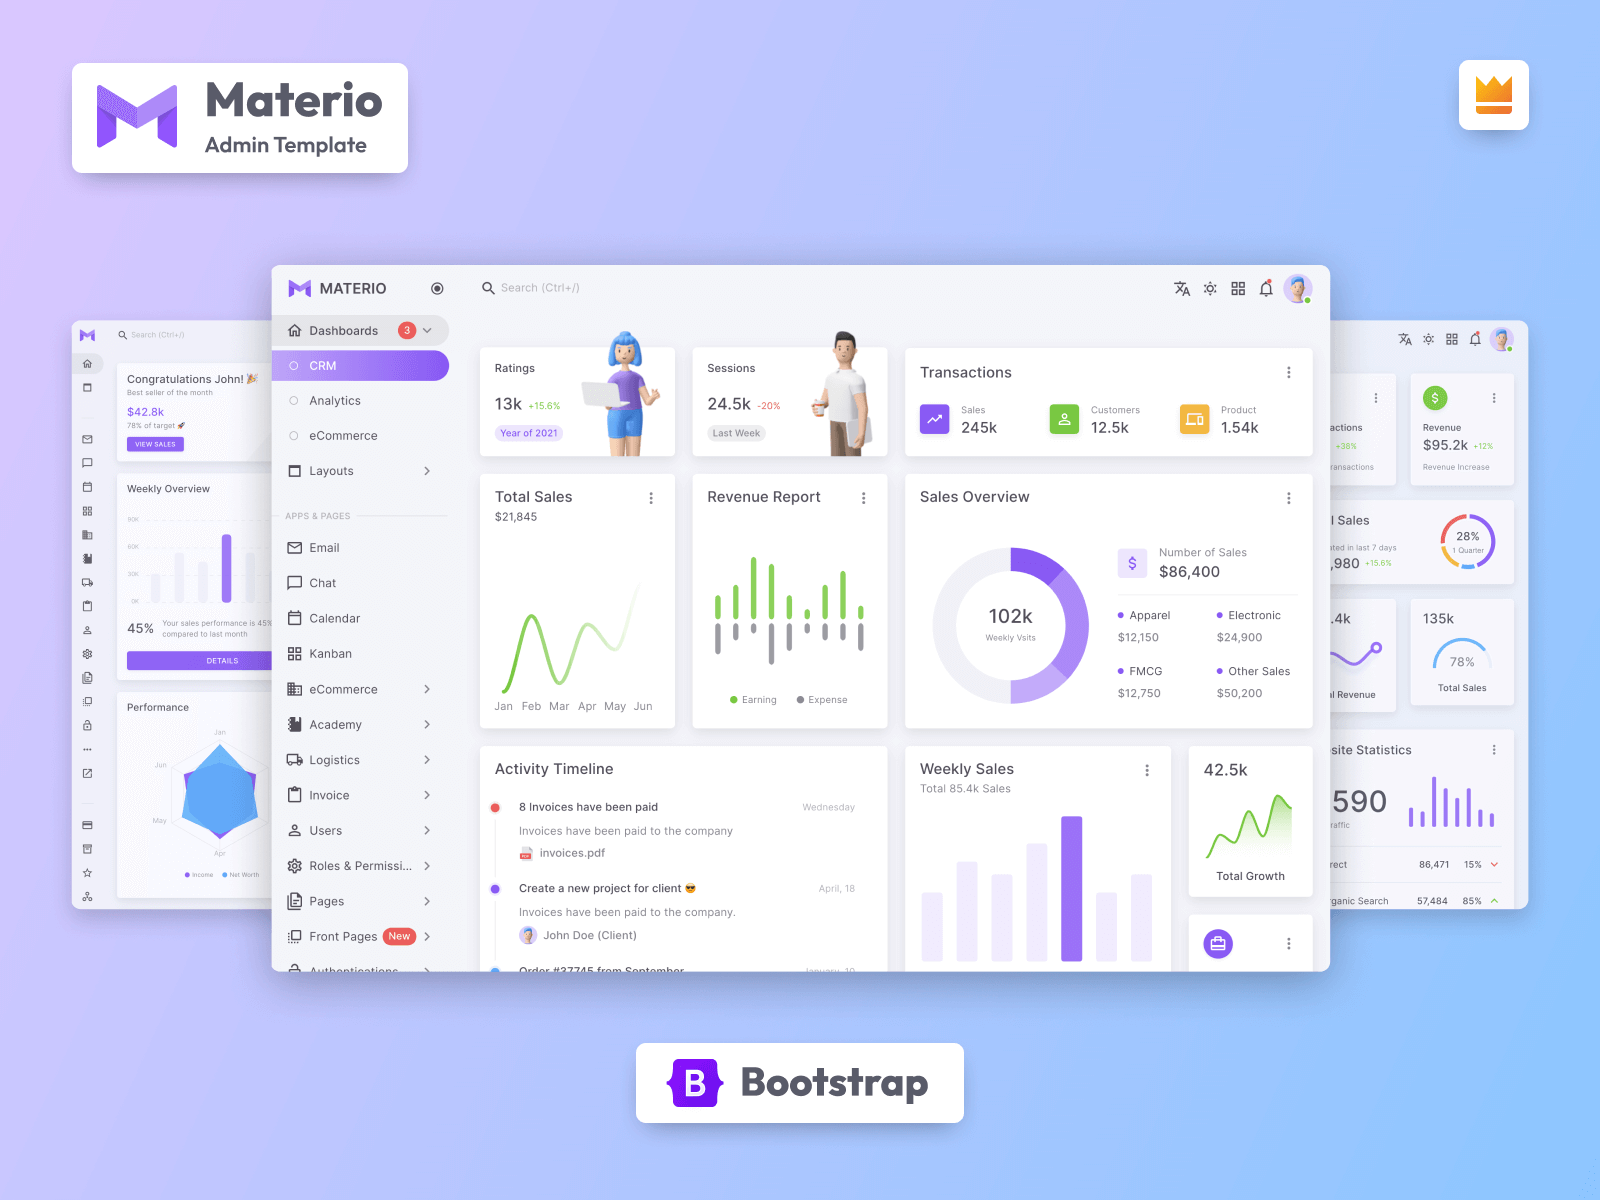 Materio
Admin Template
MATERIO
Search (Ctrl+/)
Dashboards 3
CRM
Analytics
eCommerce
Layouts
APPS & PAGES
Email
Chat
Calendar
Kanban
eCommerce
Academy
Logistics
Invoice
Users
Roles & Permissi...
Pages
Front Pages New
Authentications
Ratings
13k +15.6%
Year of 2021
Sessions
24.5k -20%
Last Week
Transactions
Sales
245k
Customers
12.5k
Product
1.54k
Total Sales
$21,845
Jan Feb Mar Apr May Jun
Revenue Report
Earning Expense
Sales Overview
102k
Weekly Vsits
Number of Sales
$86,400
Apparel
$12,150
Electronic
$24,900
FMCG
$12,750
Other Sales
$50,200
Activity Timeline
8 Invoices have been paid Wednesday
Invoices have been paid to the company
PDF invoices.pdf
Create a new project for client 😎 April, 18
Invoices have been paid to the company.
John Doe (Client)
Order #37745 from September January, 10
Weekly Sales
Total 85.4k Sales
42.5k
Total Growth
Search (Ctrl+/)
Congratulations John! 🎉
Best seller of the month
$42.8k
78% of target 🚀
VIEW SALES
Weekly Overview
90K
60K
30K
0K
45%
Your sales performance is 45%
compared to last month
DETAILS
Performance
Jan
Jun
May
Apr
Income Net Worth
actions
+38%
ransactions
$
Revenue
$95.2k +12%
Revenue Increase
l Sales
ated in last 7 days
,980 +15.6%
28%
1 Quarter
.4k
al Revenue
135k
78%
Total Sales
site Statistics
590
raffic
rect 86,471 15%
rganic Search 57,484 85%
B Bootstrap